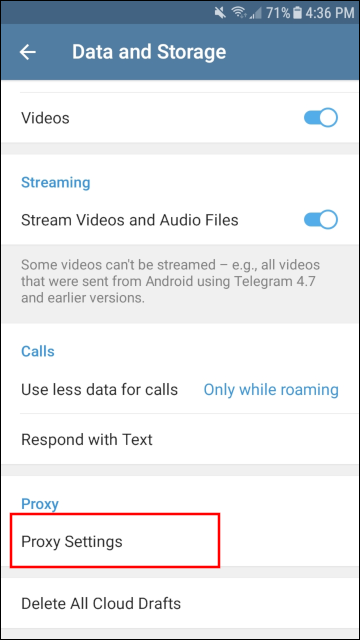 71% 4:36 PM
Data and Storage
Videos
Streaming
Stream Videos and Audio Files
Some videos can't be streamed – e.g., all videos
that were sent from Android using Telegram 4.7
and earlier versions.
Calls
Use less data for calls Only while roaming
Respond with Text
Proxy
Proxy Settings
Delete All Cloud Drafts